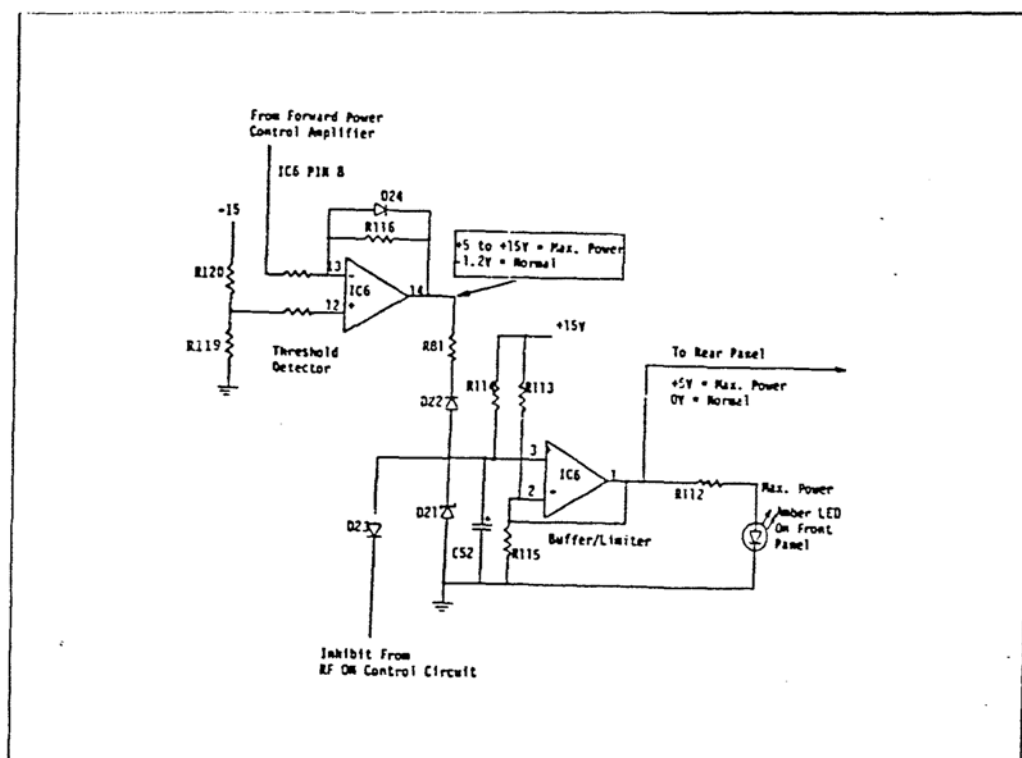 From Forward Power
Control Amplifier
IC6 PIN 8
D24
-15
R116
+5 to +15V = Max. Power
-1.2V = Normal
R120
13
-
IC6
14
12
+
R119
Threshold
Detector
R81
+15V
To Rear Panel
R114
R113
+5V = Max. Power
0V = Normal
D22
3
IC6
1
2
-
R112
Max. Power
D23
D21
+
C52
R115
Buffer/Limiter
Amber LED
On Front
Panel
Inhibit From
RF ON Control Circuit